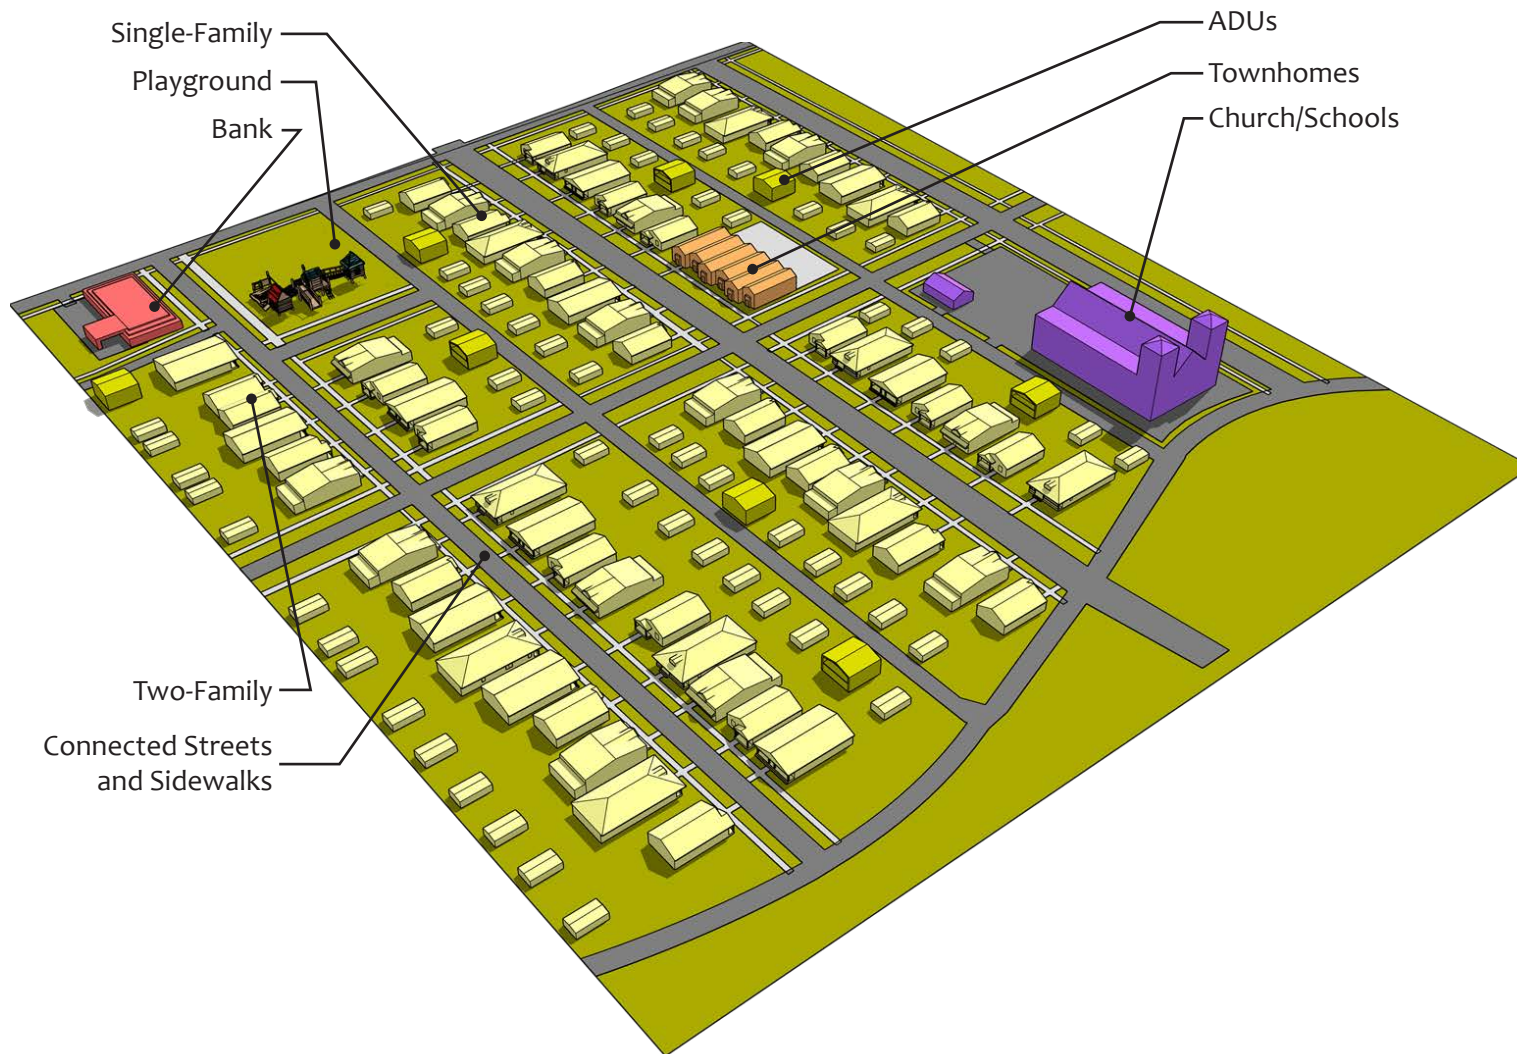 Single-Family
Playground
Bank
ADUs
Townhomes
Church/Schools
Two-Family
Connected Streets
and Sidewalks